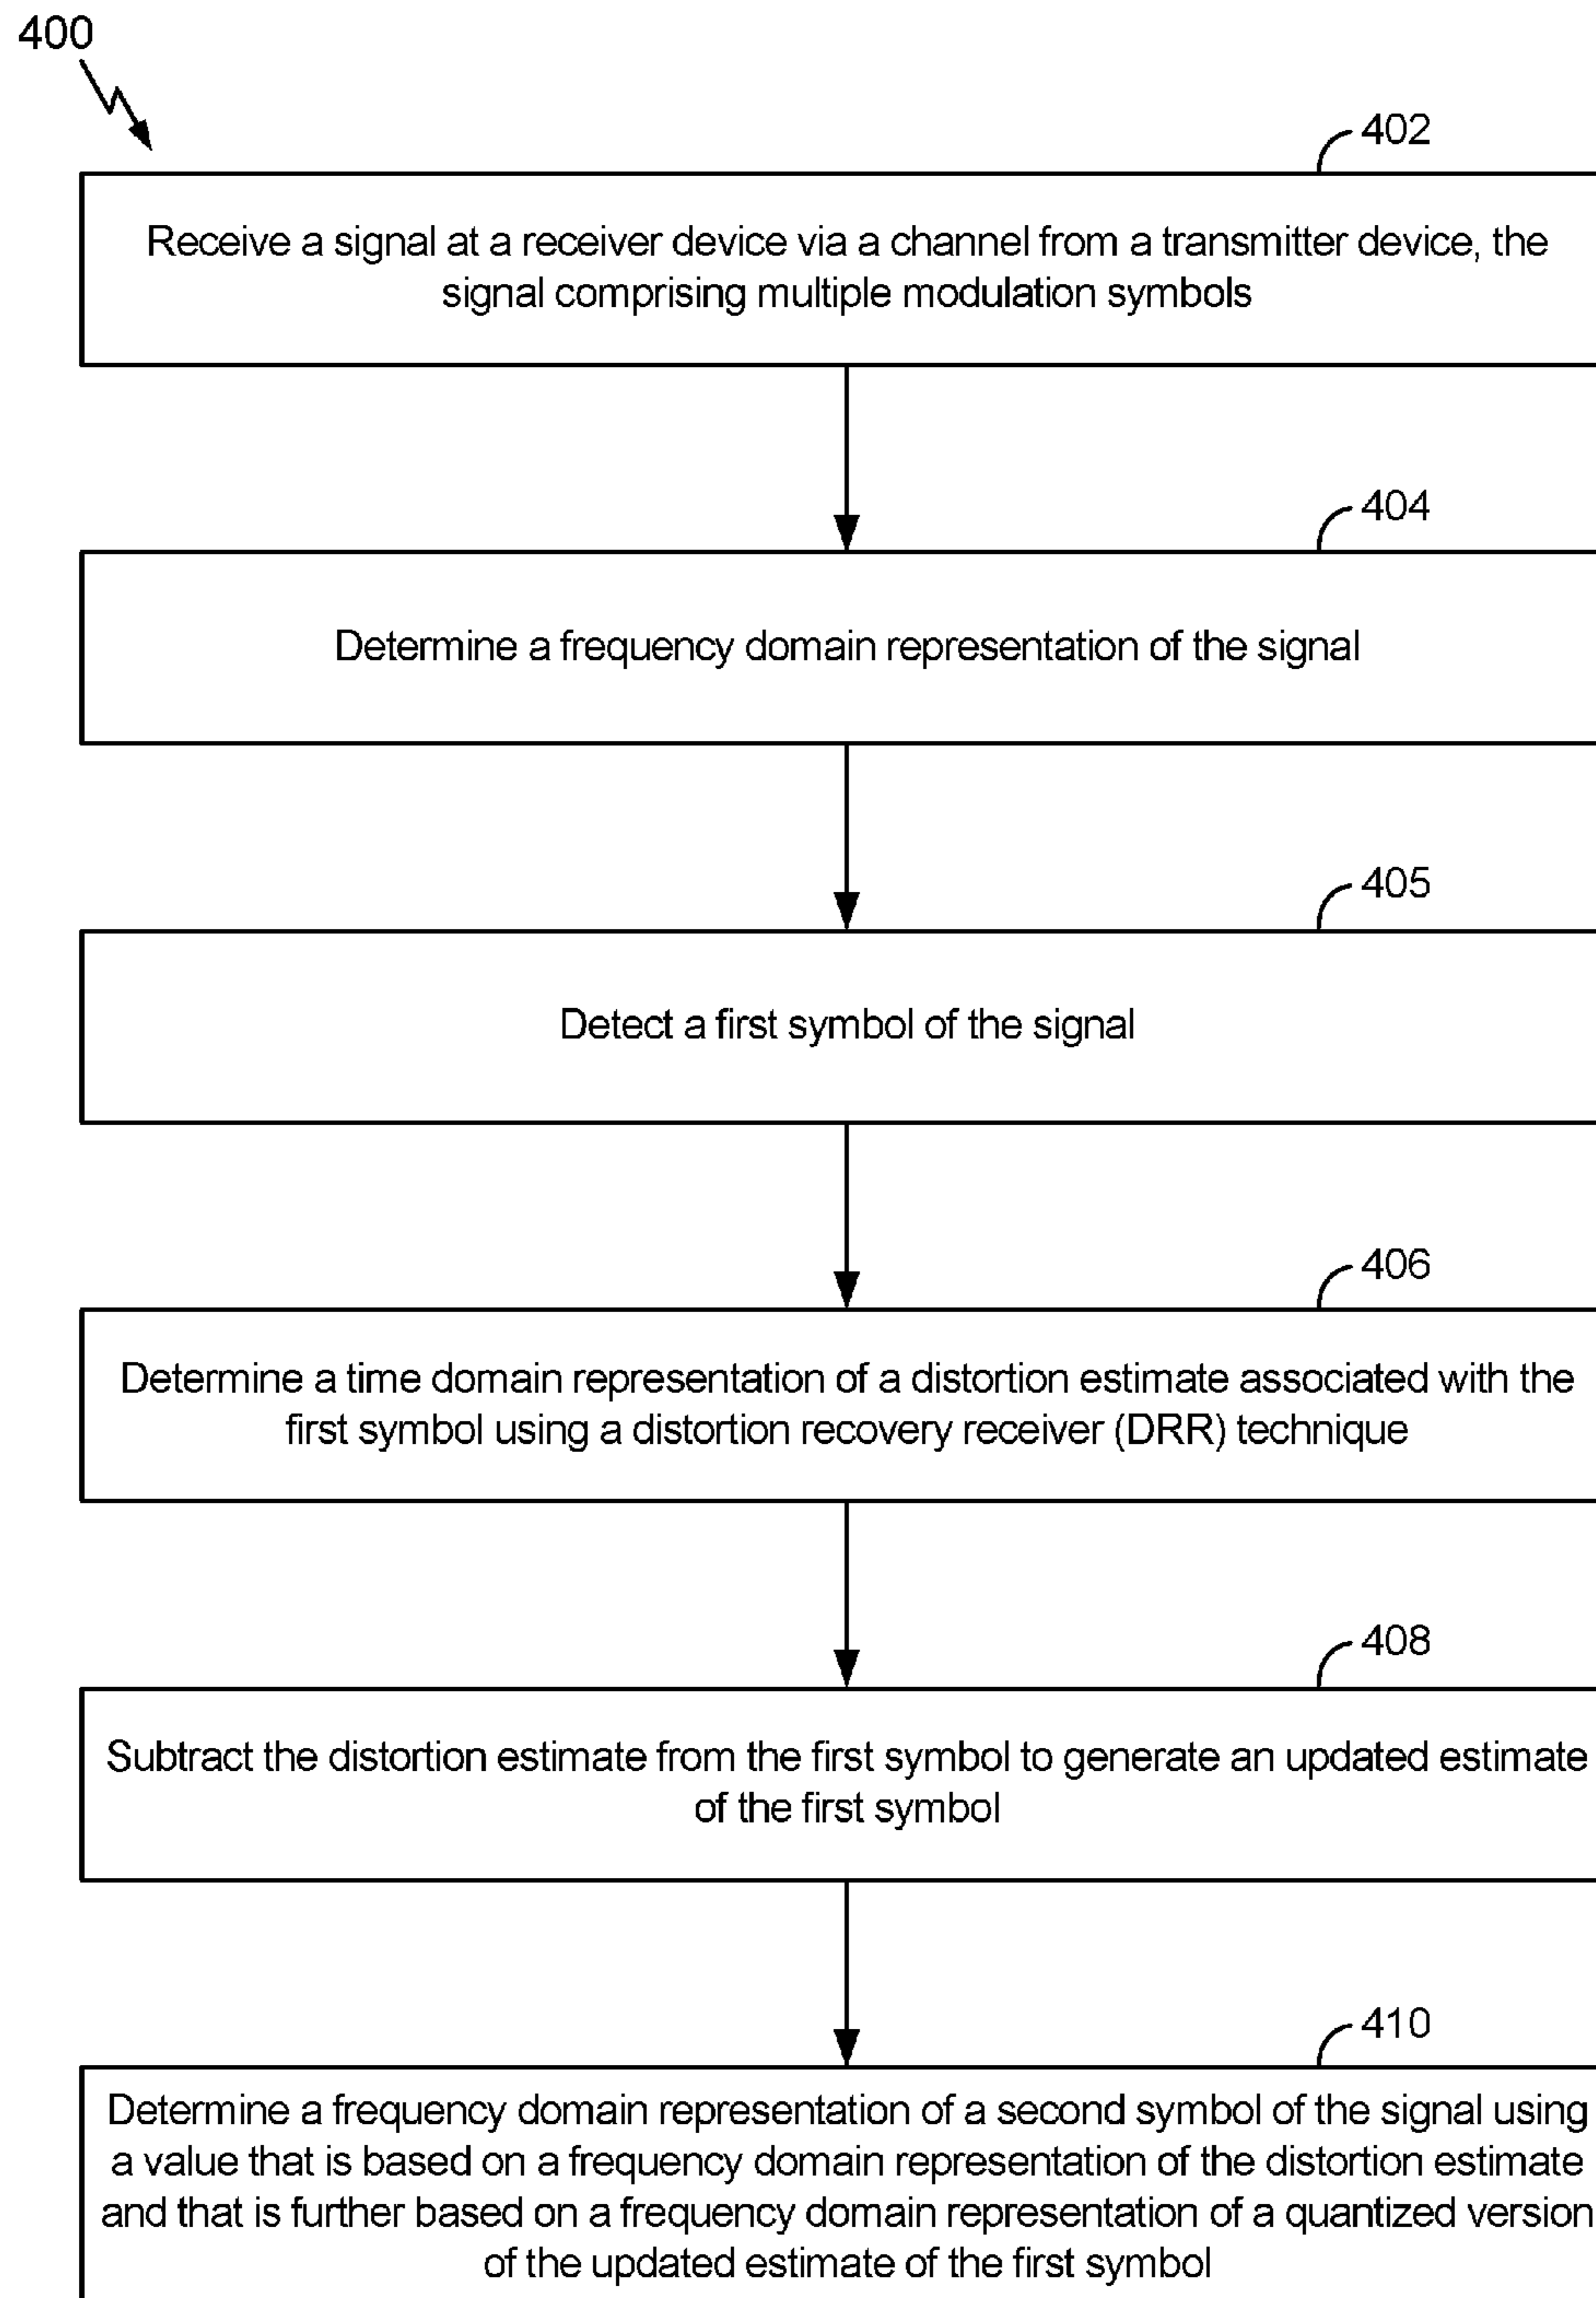 400
402
Receive a signal at a receiver device via a channel from a transmitter device, the
signal comprising multiple modulation symbols
404
Determine a frequency domain representation of the signal
405
Detect a first symbol of the signal
406
Determine a time domain representation of a distortion estimate associated with the
first symbol using a distortion recovery receiver (DRR) technique
408
Subtract the distortion estimate from the first symbol to generate an updated estimate
of the first symbol
410
Determine a frequency domain representation of a second symbol of the signal using
a value that is based on a frequency domain representation of the distortion estimate
and that is further based on a frequency domain representation of a quantized version
of the updated estimate of the first symbol